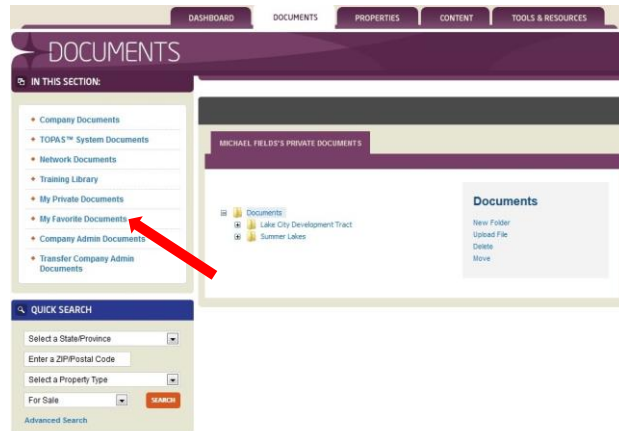 DASHBOARD
DOCUMENTS
PROPERTIES
CONTENT
TOOLS & RESOURCES
DOCUMENTS
IN THIS SECTION:
Company Documents
TOPAS™ System Documents
Network Documents
Training Library
My Private Documents
My Favorite Documents
Company Admin Documents
Transfer Company Admin
Documents
QUICK SEARCH
Select a State/Province
Enter a ZIP/Postal Code
Select a Property Type
For Sale
SEARCH
Advanced Search
MICHAEL FIELDS'S PRIVATE DOCUMENTS
Documents
Lake City Development Tract
Summer Lakes
Documents
New Folder
Upload File
Delete
Move